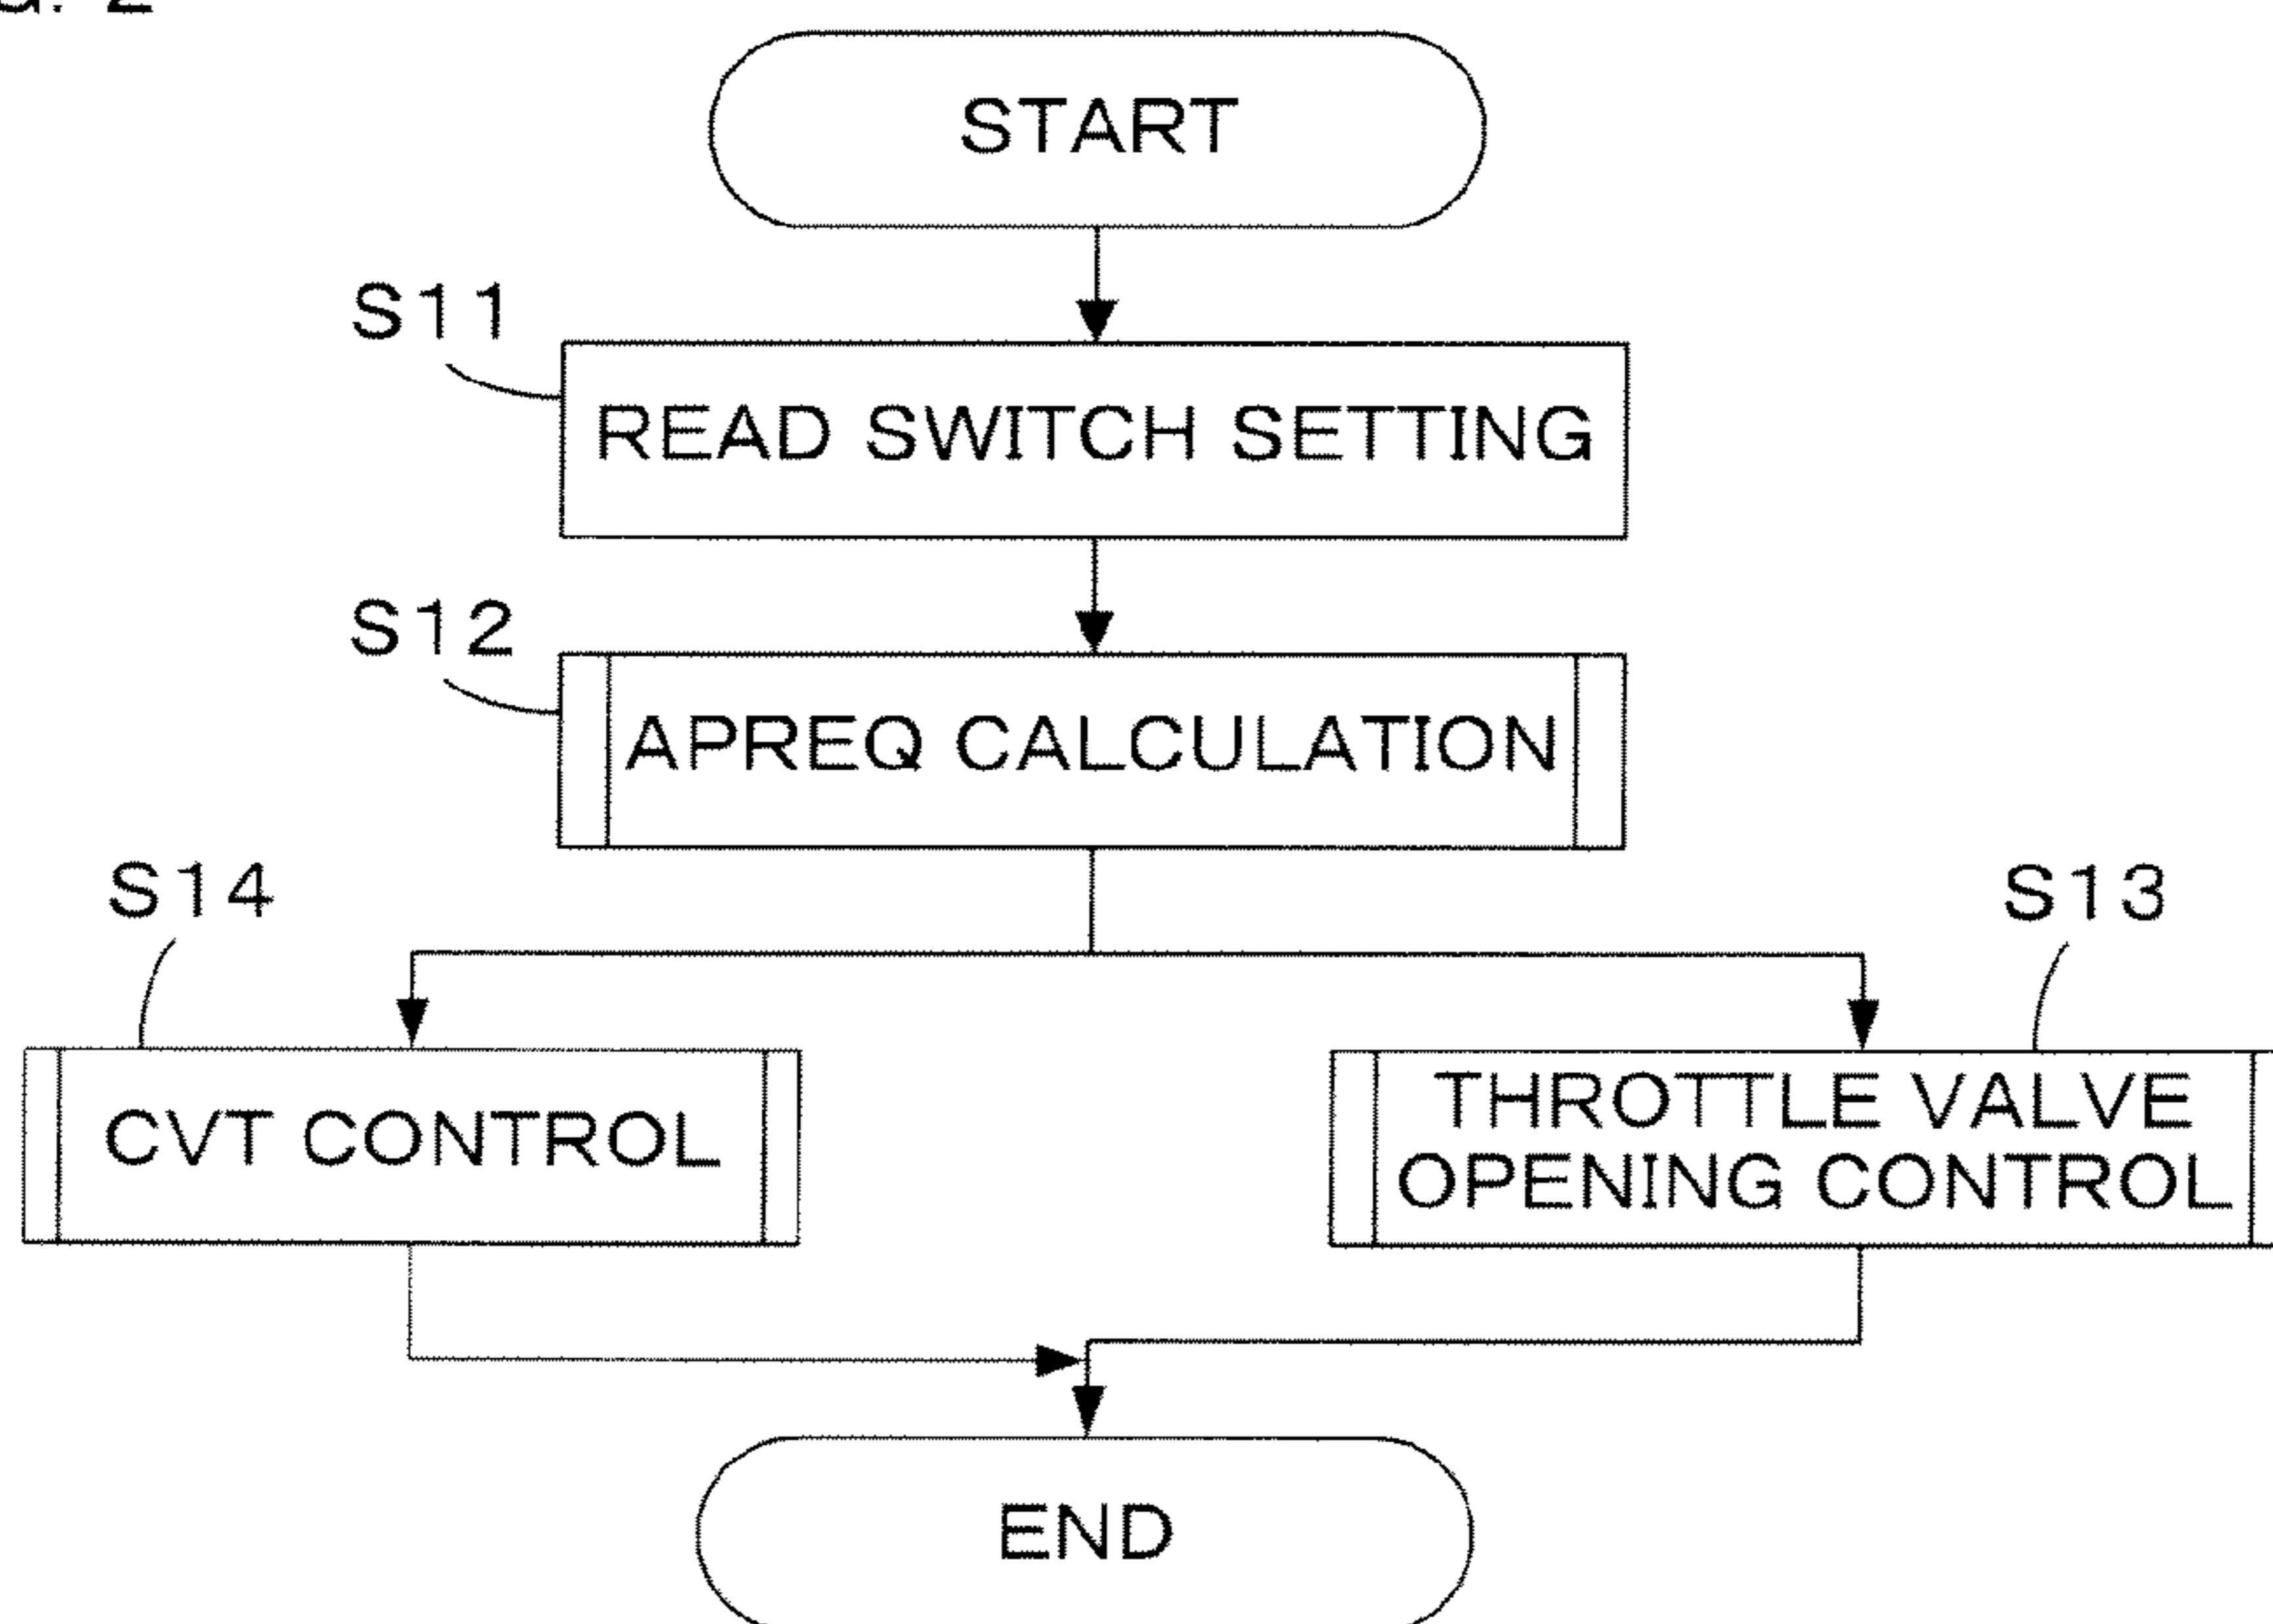 START
S11
READ SWITCH SETTING
S12
APREQ CALCULATION
S14
S13
CVT CONTROL
THROTTLE VALVE
OPENING CONTROL
END